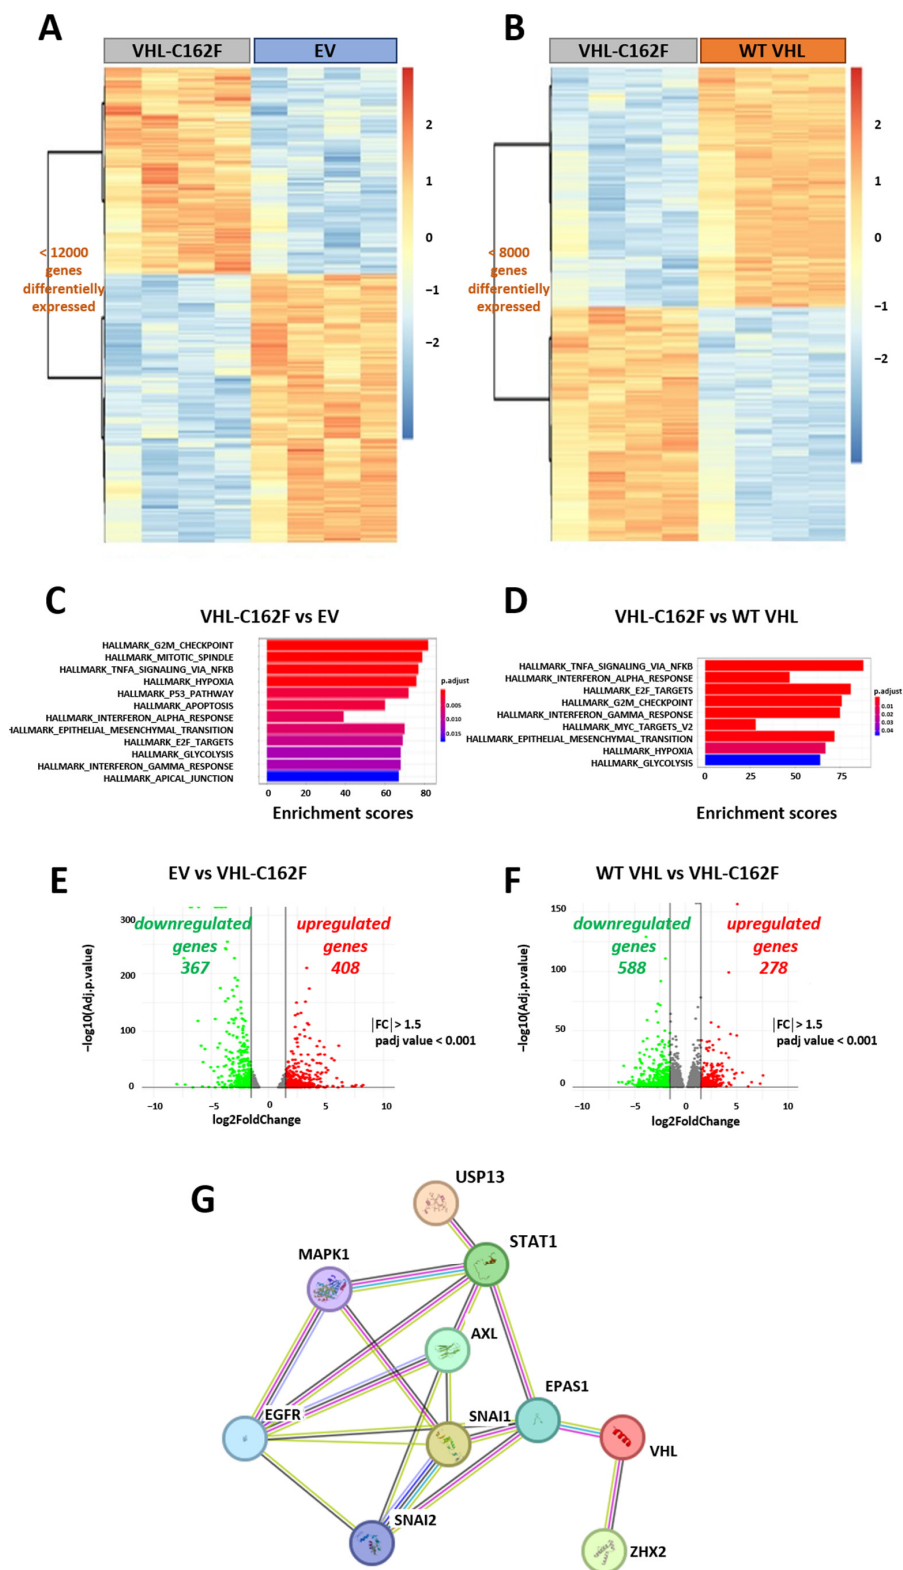 A
B
VHL-C162F
EV
VHL-C162F
WT VHL
2
1
0
−1
−2
2
1
0
−1
−2
< 12000
genes
differentielly
expressed
< 8000
genes
differentielly
expressed
C
D
VHL-C162F vs EV
VHL-C162F vs WT VHL
HALLMARK_G2M_CHECKPOINT
HALLMARK_MITOTIC_SPINDLE
HALLMARK_TNFA_SIGNALING_VIA_NFKB
HALLMARK_HYPOXIA
HALLMARK_P53_PATHWAY
HALLMARK_APOPTOSIS
HALLMARK_INTERFERON_ALPHA_RESPONSE
HALLMARK_EPITHELIAL_MESENCHYMAL_TRANSITION
HALLMARK_E2F_TARGETS
HALLMARK_GLYCOLYSIS
HALLMARK_INTERFERON_GAMMA_RESPONSE
HALLMARK_APICAL_JUNCTION
0 20 40 60 80
Enrichment scores
p.adjust
0.005
0.010
0.015
HALLMARK_TNFA_SIGNALING_VIA_NFKB
HALLMARK_INTERFERON_ALPHA_RESPONSE
HALLMARK_E2F_TARGETS
HALLMARK_G2M_CHECKPOINT
HALLMARK_INTERFERON_GAMMA_RESPONSE
HALLMARK_MYC_TARGETS_V2
HALLMARK_EPITHELIAL_MESENCHYMAL_TRANSITION
HALLMARK_HYPOXIA
HALLMARK_GLYCOLYSIS
0 25 50 75
Enrichment scores
p.adjust
0.01
0.02
0.03
0.04
E
F
EV vs VHL-C162F
WT VHL vs VHL-C162F
−log10(Adj.p.value)
300
200
100
0
downregulated
genes
367
upregulated
genes
408
|FC| > 1.5
padj value < 0.001
−10 −5 0 5 10
log2FoldChange
−log10(Adj.p.value)
150
100
50
0
downregulated
genes
588
upregulated
genes
278
|FC| > 1.5
padj value < 0.001
−10 −5 0 5 10
log2FoldChange
G
USP13
STAT1
MAPK1
AXL
EPAS1
EGFR
SNAI1
VHL
SNAI2
ZHX2